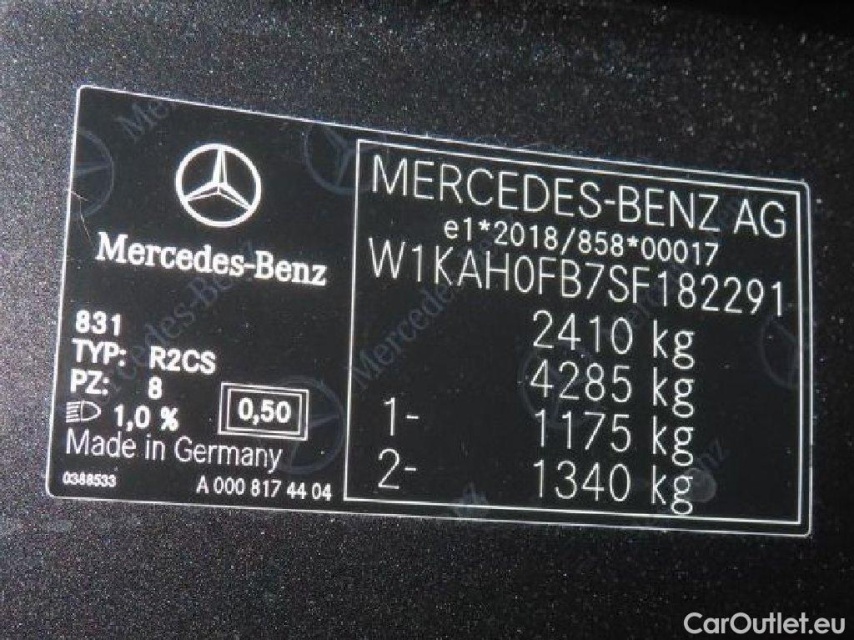 Mercedes-Benz
831
TYP: R2CS
PZ: 8
1,0 % 0,50
Made in Germany
0388533 A 000 817 44 04
MERCEDES-BENZ AG
e1*2018/858*00017
W1KAH0FB7SF182291
2410 kg
4285 kg
1- 1175 kg
2- 1340 kg
CarOutlet.eu